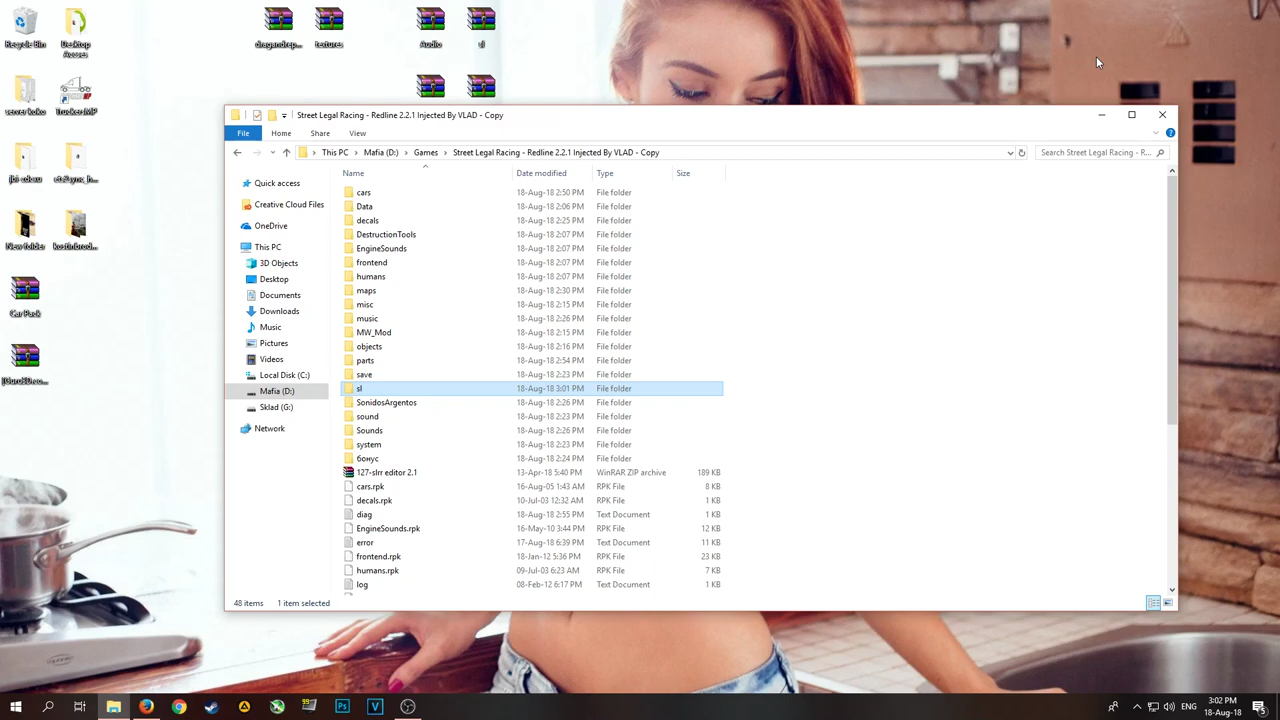 Recycle Bin
Desktop Acces
dragandrep...
textures
Audio
sl
server koko
TruckersMP
New folder
Car Pack
Street Legal Racing - Redline 2.2.1 Injected By VLAD - Copy
File Home Share View
This PC Mafia (D:) Games Street Legal Racing - Redline 2.2.1 Injected By VLAD - Copy Search Street Legal Racing - R...
Name Date modified Type Size
Quick access
Creative Cloud Files
OneDrive
This PC
3D Objects
Desktop
Documents
Downloads
Music
Pictures
Videos
Local Disk (C:)
Mafia (D:)
Sklad (G:)
Network
cars 18-Aug-18 2:50 PM File folder
Data 18-Aug-18 2:06 PM File folder
decals 18-Aug-18 2:25 PM File folder
DestructionTools 18-Aug-18 2:07 PM File folder
EngineSounds 18-Aug-18 2:07 PM File folder
frontend 18-Aug-18 2:07 PM File folder
humans 18-Aug-18 2:07 PM File folder
maps 18-Aug-18 2:30 PM File folder
misc 18-Aug-18 2:15 PM File folder
music 18-Aug-18 2:26 PM File folder
MW_Mod 18-Aug-18 2:15 PM File folder
objects 18-Aug-18 2:16 PM File folder
parts 18-Aug-18 2:54 PM File folder
save 18-Aug-18 2:23 PM File folder
sl 18-Aug-18 3:01 PM File folder
SonidosArgentos 18-Aug-18 2:26 PM File folder
sound 18-Aug-18 2:23 PM File folder
Sounds 18-Aug-18 2:26 PM File folder
system 18-Aug-18 2:23 PM File folder
бонус 18-Aug-18 2:24 PM File folder
127-slrr editor 2.1 13-Apr-18 5:40 PM WinRAR ZIP archive 189 KB
cars.rpk 16-Aug-05 1:43 AM RPK File 8 KB
decals.rpk 10-Jul-03 12:32 AM RPK File 1 KB
diag 18-Aug-18 2:55 PM Text Document 1 KB
EngineSounds.rpk 16-May-10 3:44 PM RPK File 12 KB
error 17-Aug-18 6:39 PM Text Document 11 KB
frontend.rpk 18-Jan-12 5:36 PM RPK File 23 KB
humans.rpk 09-Jul-03 6:23 AM RPK File 7 KB
log 08-Feb-12 6:17 PM Text Document 1 KB
48 items 1 item selected
Ps
V
ENG
3:02 PM
18-Aug-18